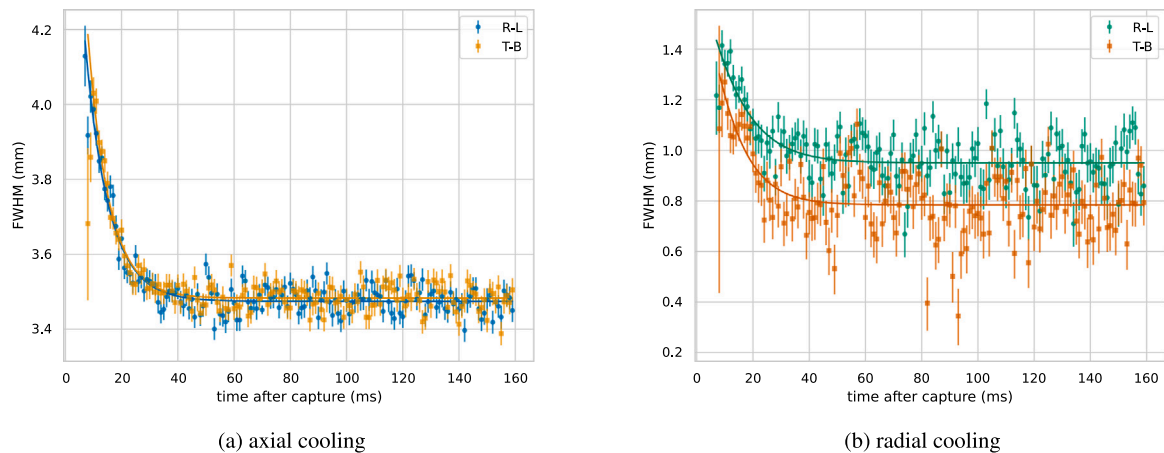 R-L
T-B
4.2
4.0
3.8
3.6
3.4
FWHM (mm)
0 20 40 60 80 100 120 140 160
time after capture (ms)
(a) axial cooling
R-L
T-B
1.4
1.2
1.0
0.8
0.6
0.4
0.2
FWHM (mm)
0 20 40 60 80 100 120 140 160
time after capture (ms)
(b) radial cooling